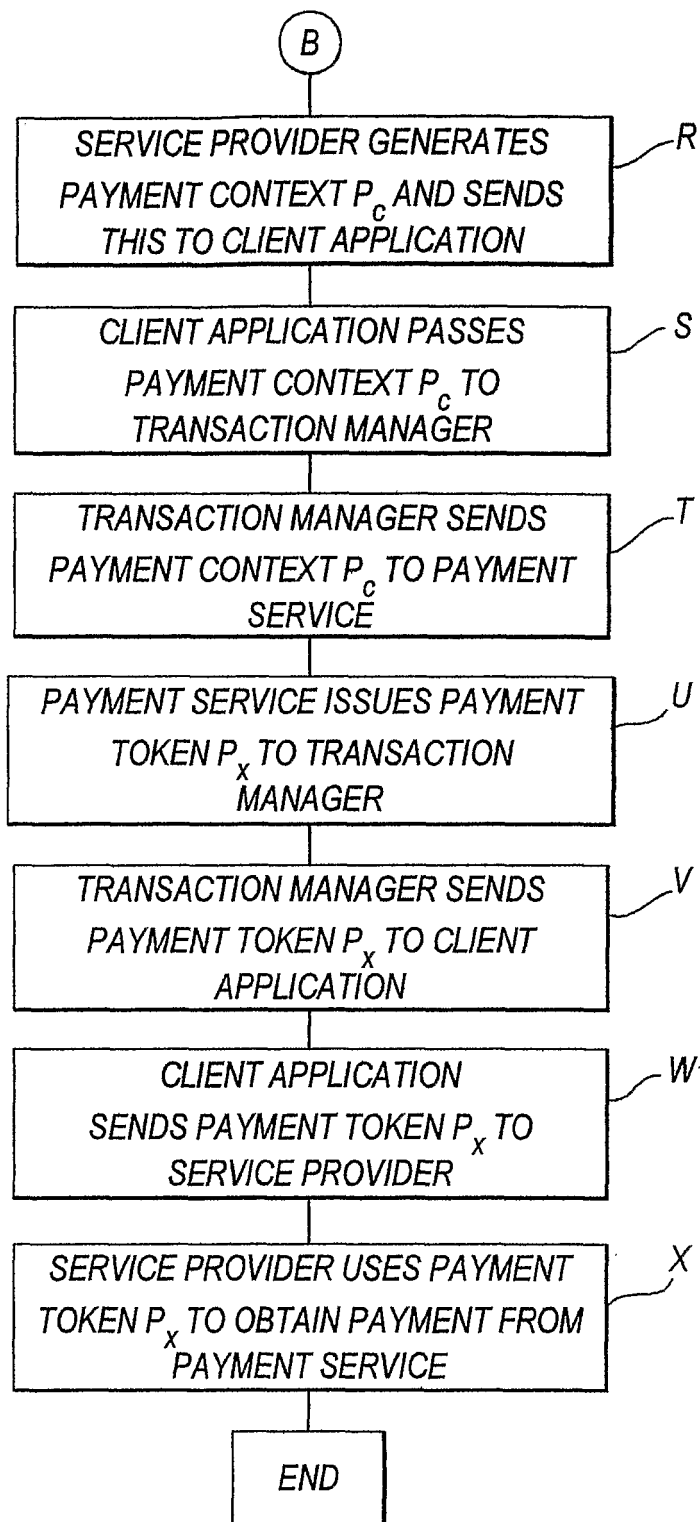 B
SERVICE PROVIDER GENERATES
PAYMENT CONTEXT Pc AND SENDS
THIS TO CLIENT APPLICATION
R
CLIENT APPLICATION PASSES
PAYMENT CONTEXT Pc TO
TRANSACTION MANAGER
S
TRANSACTION MANAGER SENDS
PAYMENT CONTEXT Pc TO PAYMENT
SERVICE
T
PAYMENT SERVICE ISSUES PAYMENT
TOKEN Px TO TRANSACTION
MANAGER
U
TRANSACTION MANAGER SENDS
PAYMENT TOKEN Px TO CLIENT
APPLICATION
V
CLIENT APPLICATION
SENDS PAYMENT TOKEN Px TO
SERVICE PROVIDER
W
SERVICE PROVIDER USES PAYMENT
TOKEN Px TO OBTAIN PAYMENT FROM
PAYMENT SERVICE
X
END